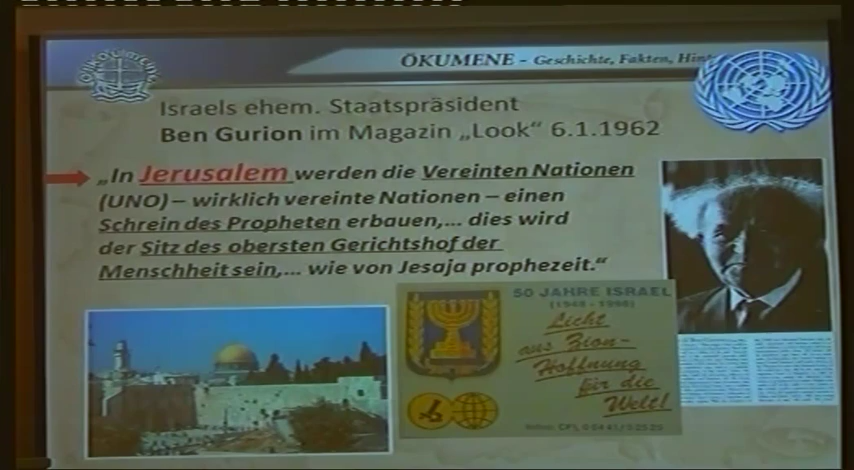 ÖKUMENE - Geschichte, Fakten,
Israels ehem. Staatspräsident
Ben Gurion im Magazin „Look“ 6.1.1962
„In Jerusalem werden die Vereinten Nationen
(UNO) – wirklich vereinte Nationen – einen
Schrein des Propheten erbauen,... dies wird
der Sitz des obersten Gerichtshof der
Menschheit sein,... wie von Jesaja prophezeit.“
50 JAHRE ISRAEL
(1948 - 1998)
Licht
aus Zion-
Hoffnung
für die
Welt!